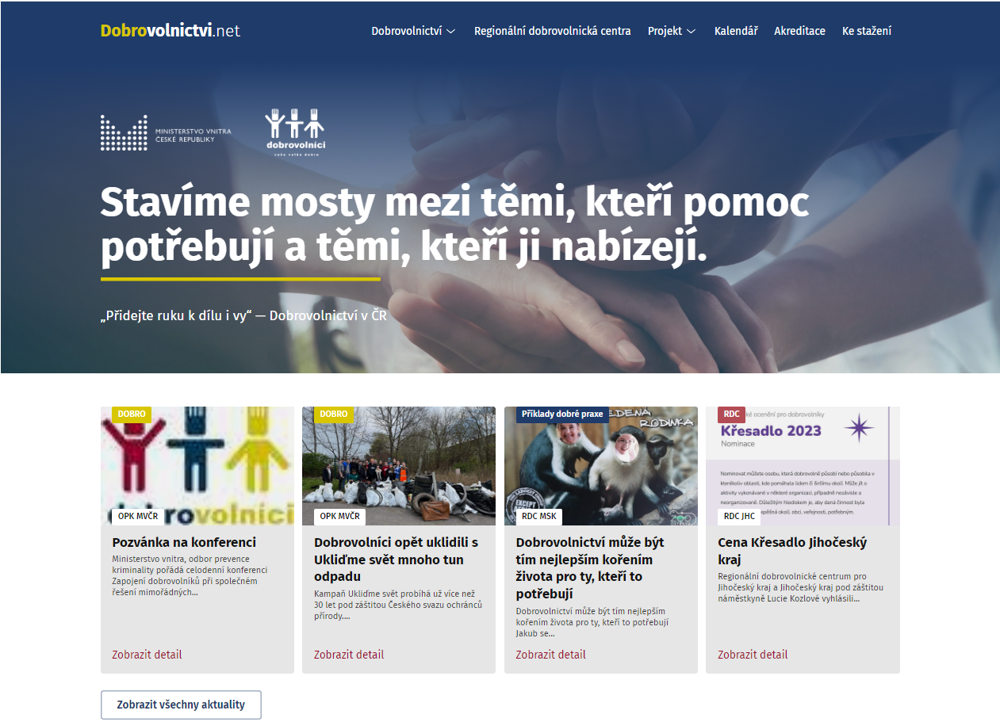 Dobrovolnictvi.net
Dobrovolnictví
Regionální dobrovolnická centra
Projekt
Kalendář
Akreditace
Ke stažení
MINISTERSTVO VNITRA
ČESKÉ REPUBLIKY
dobrovolníci
vaše velké dobro
Stavíme mosty mezi těmi, kteří pomoc
potřebují a těmi, kteří ji nabízejí.
„Přidejte ruku k dílu i vy“ — Dobrovolnictví v ČR
DOBRO
dobrovolnici
OPK MVČR
Pozvánka na konferenci
Ministerstvo vnitra, odbor prevence
kriminality pořádá celodenní konferenci
Zapojení dobrovolníků při společném
řešení mimořádných...
Zobrazit detail
DOBRO
OPK MVČR
Dobrovolníci opět uklidili s
Ukliďme svět mnoho tun
odpadu
Kampaň Ukliďme svět probíhá už více než
30 let pod záštitou Českého svazu ochránců
přírody....
Zobrazit detail
Příklady dobré praxe
EDENA
RODINKA
EXCEPT
RDC MSK
Dobrovolnictví může být
tím nejlepším kořením
života pro ty, kteří to
potřebují
Dobrovolnictví může být tím nejlepším
kořením života pro ty, kteří to potřebují
Jakub se...
Zobrazit detail
RDC
ké ocenění pro dobrovolníky
Křesadlo 2023
Nominace
Nominovat můžete osobu, která dobrovolně působí nebo působila v
kterékoliv oblasti, kde pomáhala lidem či širšímu okolí. Může jít o
aktivity vykonávané v některé organizaci, případně nezávisle a
neorganizovaně. Důležitým hlediskem je, aby daná činnost byla
spěšná okolí, obci, veřejnosti, potřebným.
RDC JHC
Cena Křesadlo Jihočeský
kraj
Regionální dobrovolnické centrum pro
Jihočeský kraj a Jihočeský kraj pod záštitou
náměstkyně Lucie Kozlové vyhlásili...
Zobrazit detail
Zobrazit všechny aktuality